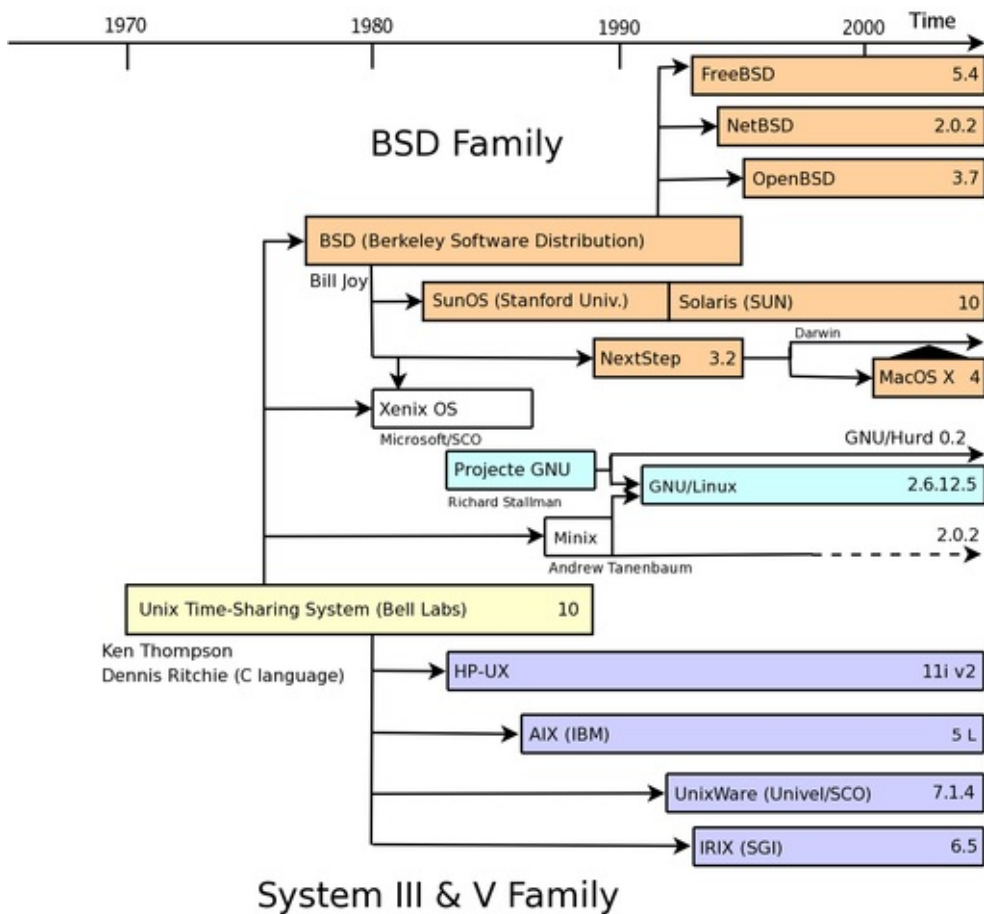 1970 1980 1990 2000 Time
FreeBSD 5.4
NetBSD 2.0.2
BSD Family
OpenBSD 3.7
BSD (Berkeley Software Distribution)
Bill Joy
SunOS (Stanford Univ.) Solaris (SUN) 10
Darwin
NextStep 3.2
MacOS X 4
Xenix OS
Microsoft/SCO
GNU/Hurd 0.2
Projecte GNU
GNU/Linux 2.6.12.5
Richard Stallman
Minix 2.0.2
Andrew Tanenbaum
Unix Time-Sharing System (Bell Labs) 10
Ken Thompson
Dennis Ritchie (C language)
HP-UX 11i v2
AIX (IBM) 5 L
UnixWare (Univel/SCO) 7.1.4
IRIX (SGI) 6.5
System III & V Family